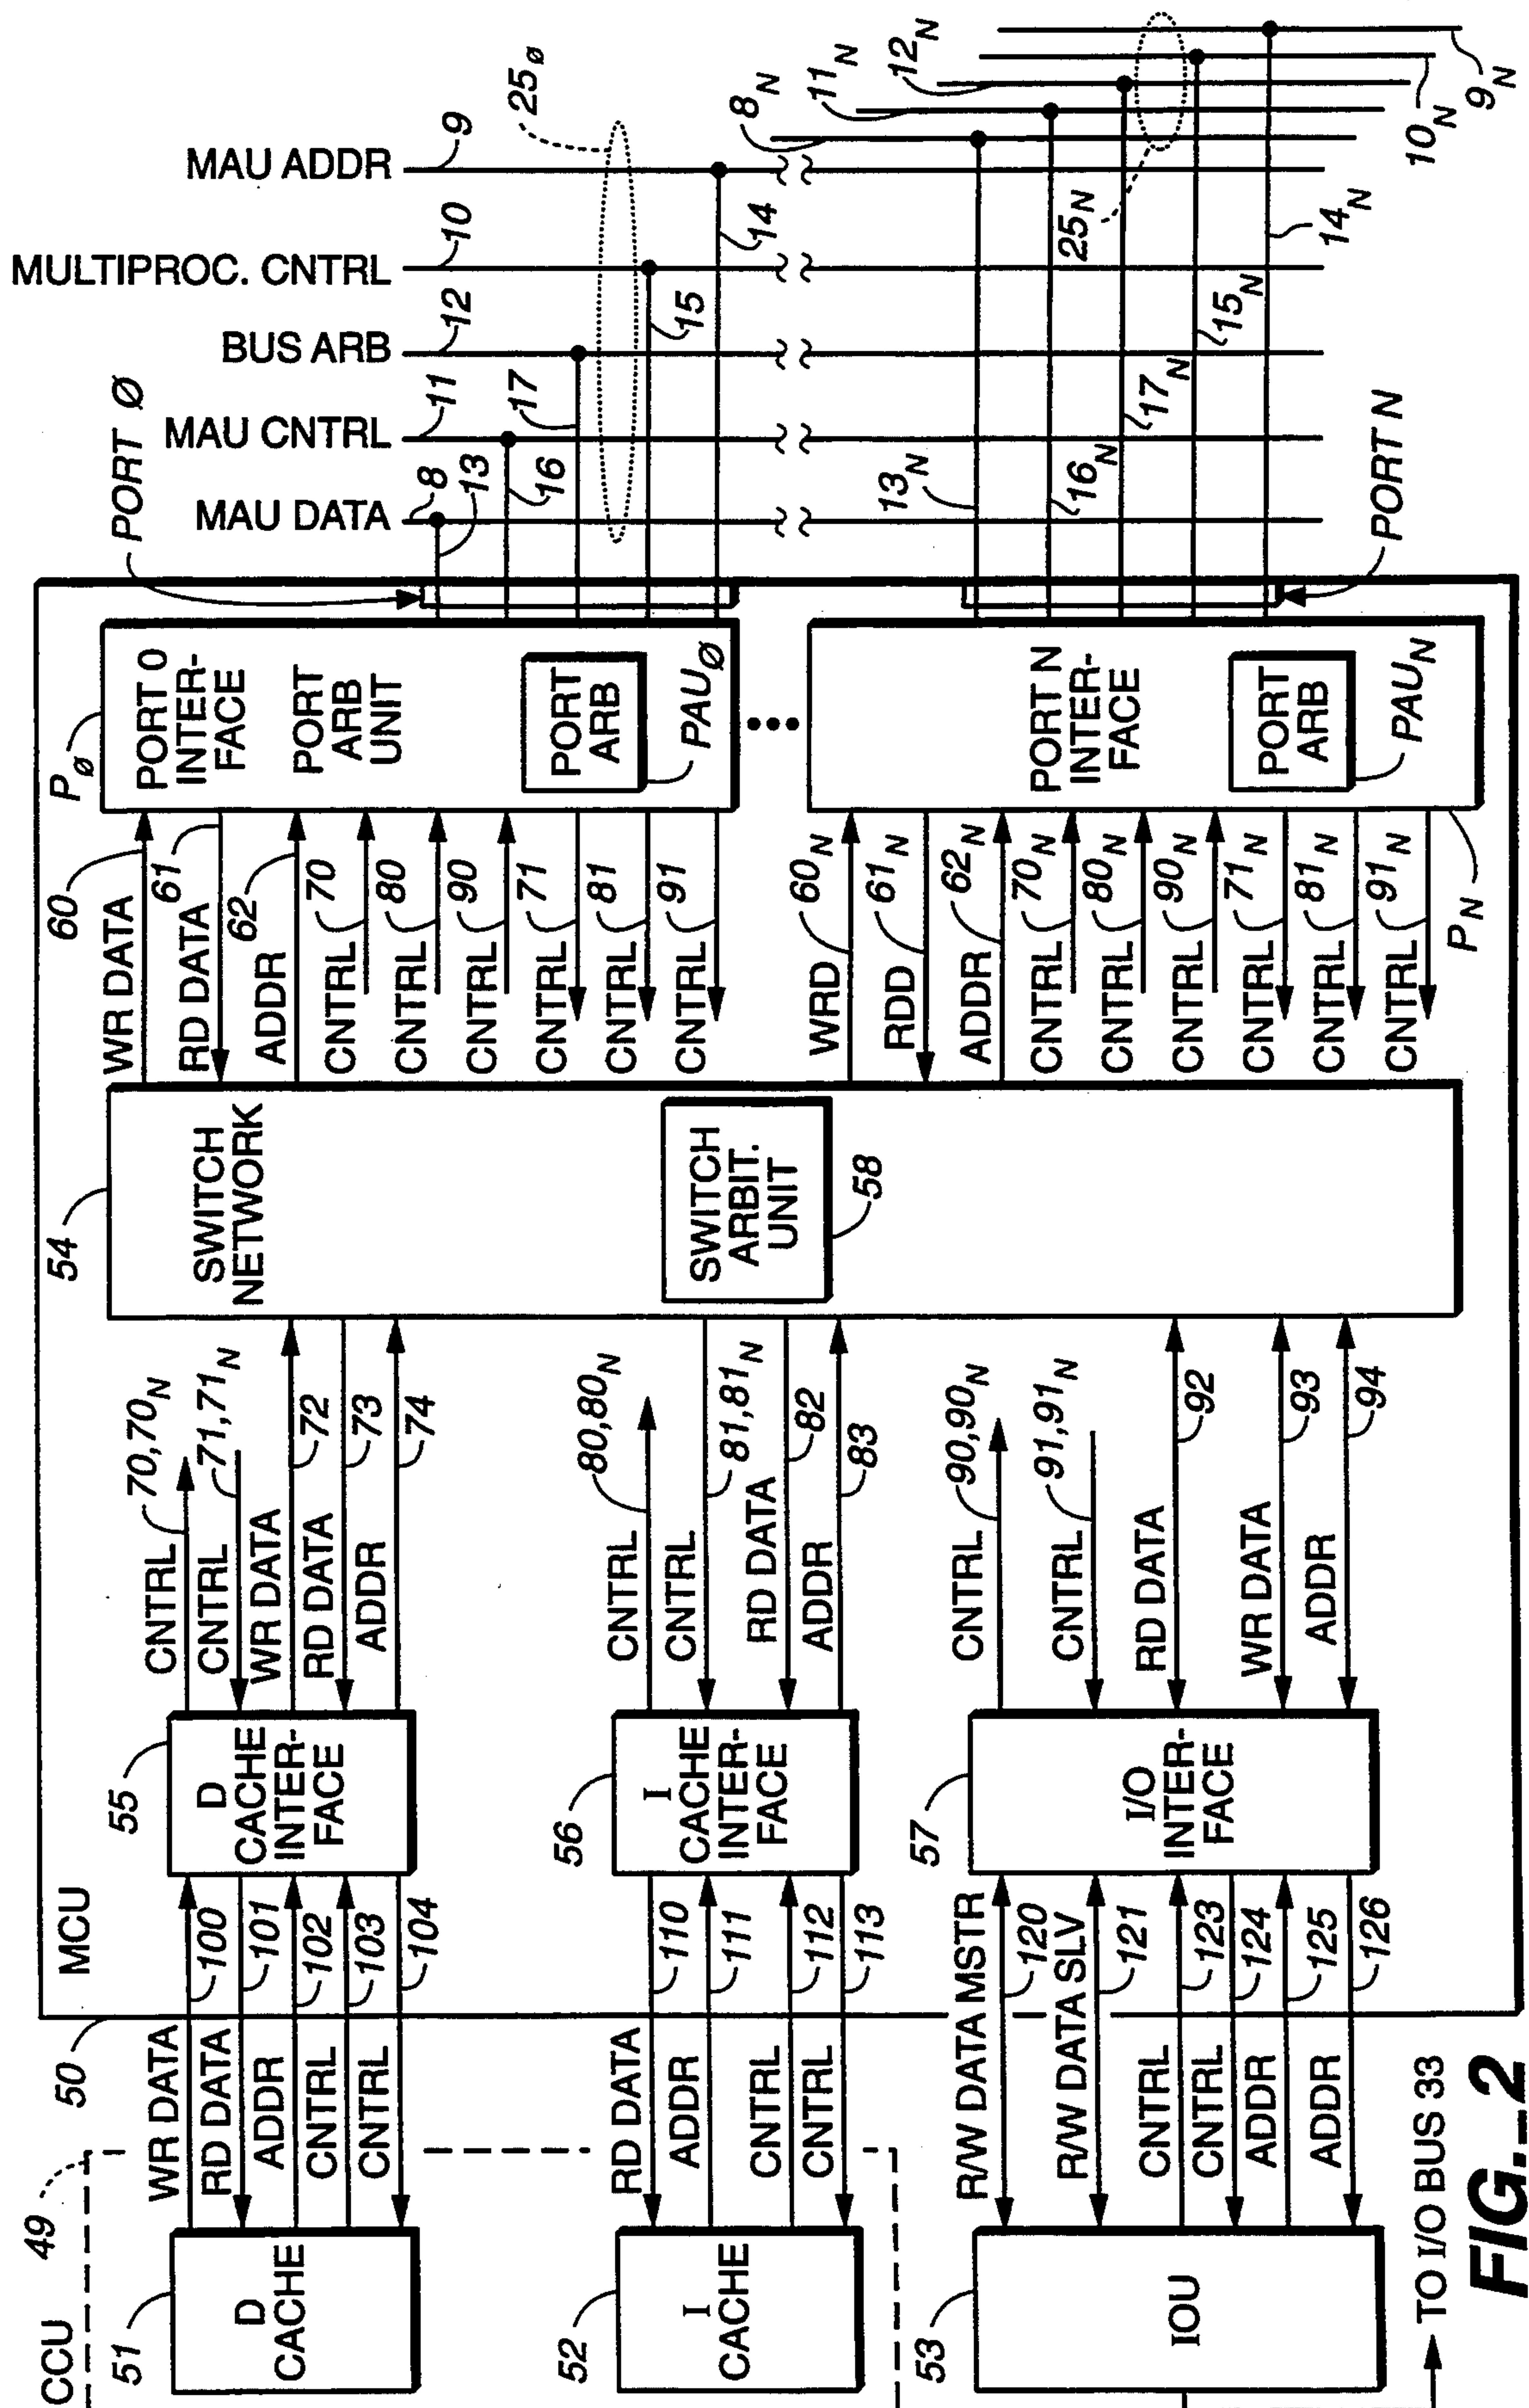 CCU
49
51
D
CACHE
52
I
CACHE
53
IOU
TO I/O BUS 33
FIG._2
WR DATA
RD DATA
ADDR
CNTRL
CNTRL
RD DATA
ADDR
CNTRL
CNTRL
R/W DATA MSTR
R/W DATA SLV
CNTRL
CNTRL
ADDR
ADDR
50
MCU
100
101
102
103
104
110
111
112
113
120
121
123
124
125
126
55
D
CACHE
INTER-
FACE
56
I
CACHE
INTER-
FACE
57
I/O
INTER-
FACE
CNTRL
70,70N
CNTRL
71,71N
WR DATA
72
RD DATA
73
ADDR
74
CNTRL
80,80N
CNTRL
81,81N
RD DATA
82
ADDR
83
CNTRL
90,90N
CNTRL
91,91N
RD DATA
92
WR DATA
93
ADDR
94
54
SWITCH
NETWORK
SWITCH
ARBIT.
UNIT
58
WR DATA
60
RD DATA
61
ADDR
62
CNTRL
70
CNTRL
80
CNTRL
90
CNTRL
71
CNTRL
81
CNTRL
91
WRD
60N
RDD
61N
ADDR
62N
CNTRL
70N
CNTRL
80N
CNTRL
90N
CNTRL
71N
CNTRL
81N
CNTRL
91N
PØ
PORT 0
INTER-
FACE
PORT
ARB
UNIT
PORT
ARB
PAUØ
PORT N
INTER-
FACE
PORT
ARB
PAUN
PN
PORT Ø
PORT N
MAU DATA
8
13
MAU CNTRL
11
16
BUS ARB
12
17
MULTIPROC. CNTRL
10
15
MAU ADDR
9
14
25Ø
13N
16N
17N
15N
14N
25N
8N
11N
12N
10N
9N